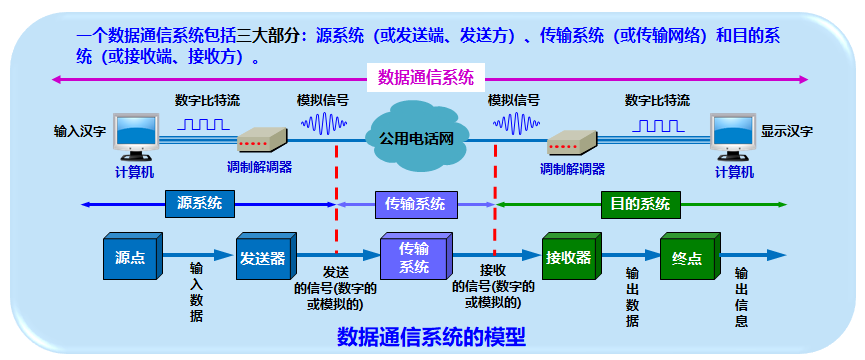 一个数据通信系统包括三大部分：源系统（或发送端、发送方）、传输系统（或传输网络）和目的系
统（或接收端、接收方）。
数据通信系统
数字比特流
模拟信号
模拟信号
数字比特流
输入汉字
公用电话网
显示汉字
计算机
调制解调器
调制解调器
计算机
源系统
传输系统
目的系统
源点
输入数据
发送器
发送
的信号(数字的
或模拟的)
传输
系统
接收
的信号(数字的
或模拟的)
接收器
输出数据
终点
输出信息
数据通信系统的模型